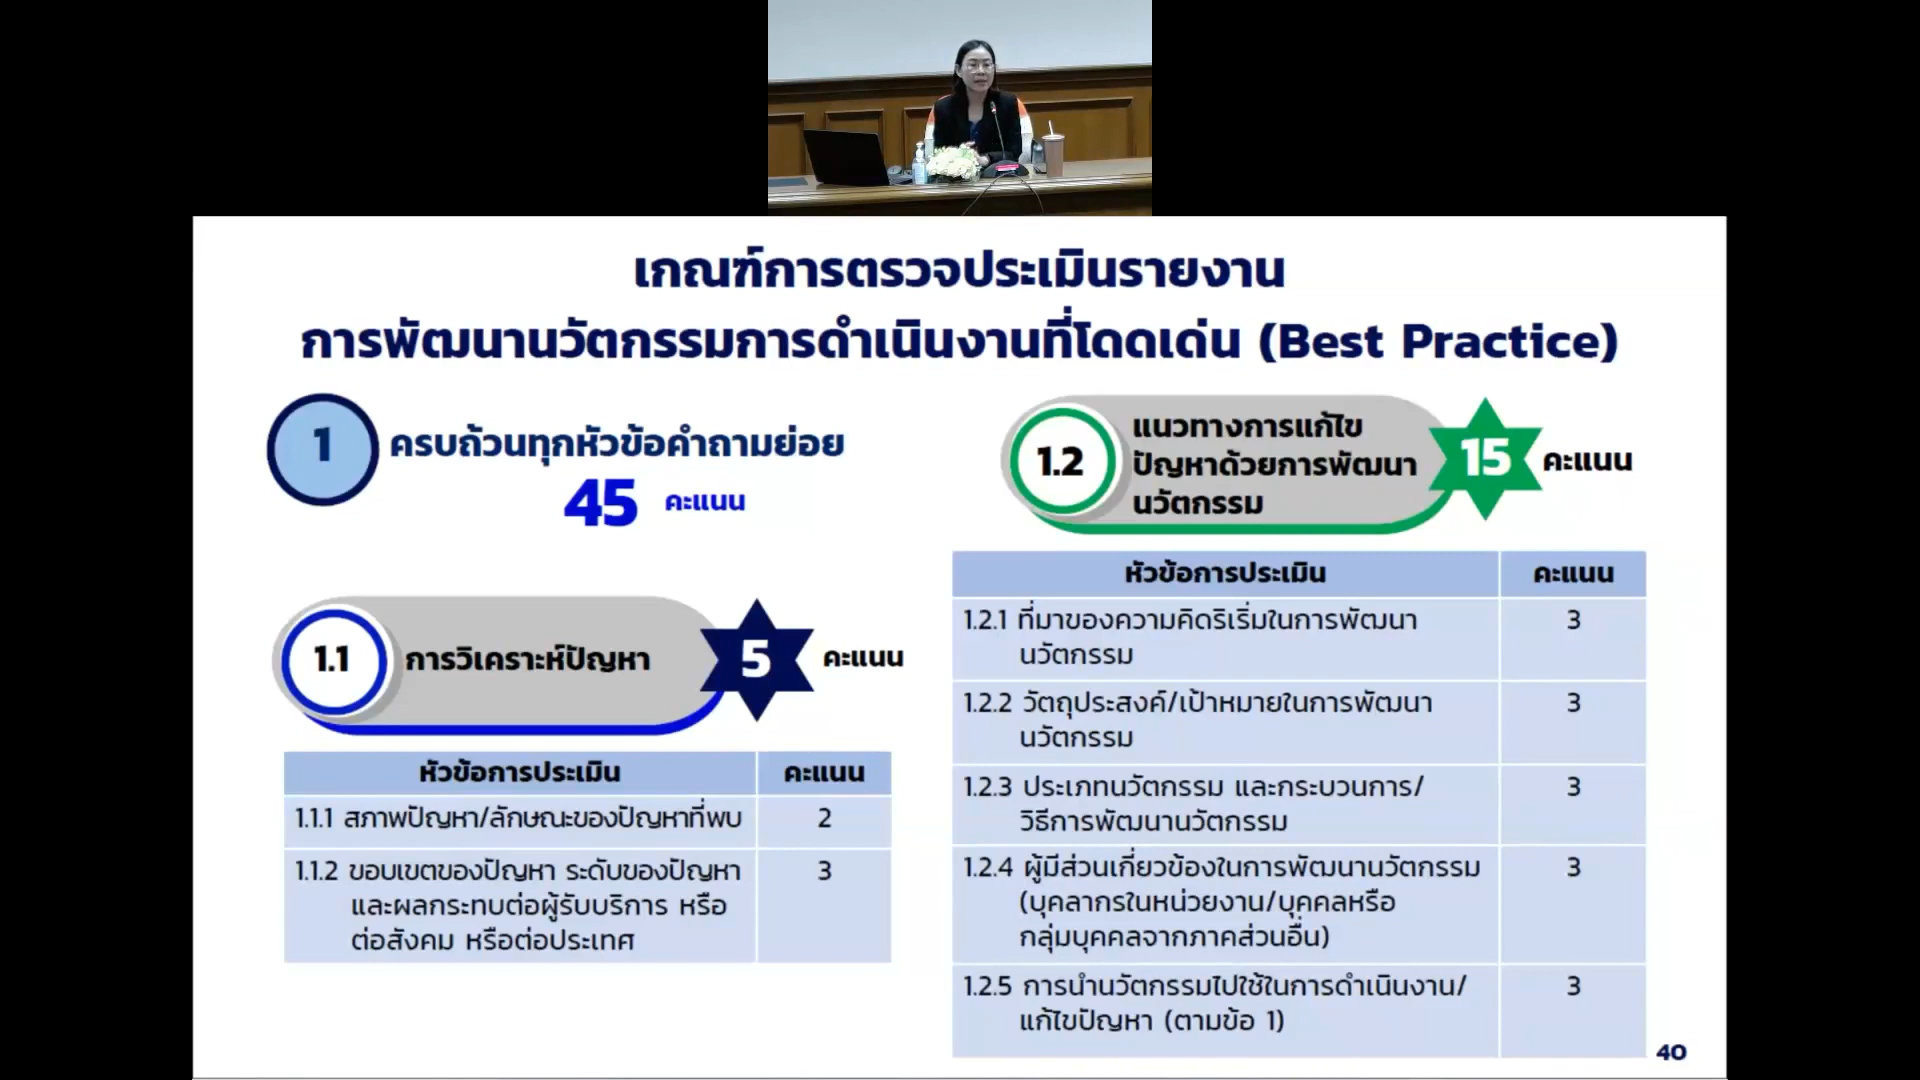 เกณฑ์การตรวจประเมินรายงาน
การพัฒนานวัตกรรมการดำเนินงานที่โดดเด่น (Best Practice)
1
ครบถ้วนทุกหัวข้อคำถามย่อย
45 คะแนน
1.1
การวิเคราะห์ปัญหา
5 คะแนน
หัวข้อการประเมิน คะแนน
1.1.1 สภาพปัญหา/ลักษณะของปัญหาที่พบ 2
1.1.2 ขอบเขตของปัญหา ระดับของปัญหา 3
และผลกระทบต่อผู้รับบริการ หรือ
ต่อสังคม หรือต่อประเทศ
1.2
แนวทางการแก้ไข
ปัญหาด้วยการพัฒนา
นวัตกรรม
15 คะแนน
หัวข้อการประเมิน คะแนน
1.2.1 ที่มาของความคิดริเริ่มในการพัฒนา 3
นวัตกรรม
1.2.2 วัตถุประสงค์/เป้าหมายในการพัฒนา 3
นวัตกรรม
1.2.3 ประเภทนวัตกรรม และกระบวนการ/ 3
วิธีการพัฒนานวัตกรรม
1.2.4 ผู้มีส่วนเกี่ยวข้องในการพัฒนานวัตกรรม 3
(บุคลากรในหน่วยงาน/บุคคลหรือ
กลุ่มบุคคลจากภาคส่วนอื่น)
1.2.5 การนำนวัตกรรมไปใช้ในการดำเนินงาน/ 3
แก้ไขปัญหา (ตามข้อ 1)
40